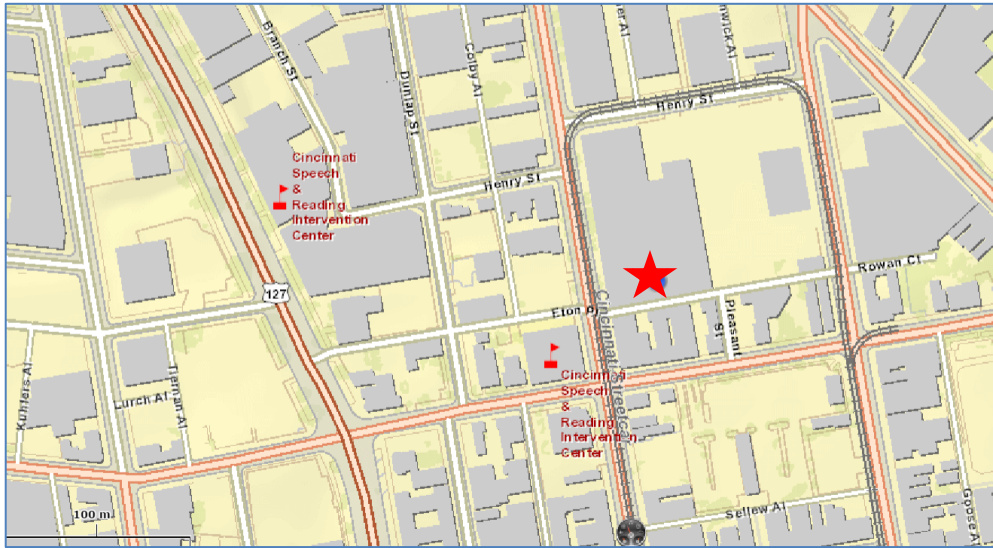 Branch St
Colby Al
Dunlap St
Henry St
Cincinnati
Speech
&
Reading
Intervention
Center
Henry St
127
Rowan Ct
Eton Pl
Pleasant
St
Cincinnati Streetcar
Cincinnati
Speech
&
Reading
Intervention
Center
Kuhlers Al
Tiernan Al
Lurch Al
100 m
Sellew Al
Goose Al